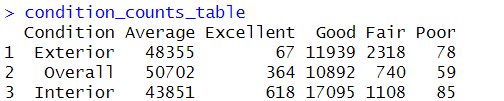 > condition_counts_table
Condition Average Excellent Good Fair Poor
1 Exterior 48355 67 11939 2318 78
2 Overall 50702 364 10892 740 59
3 Interior 43851 618 17095 1108 85